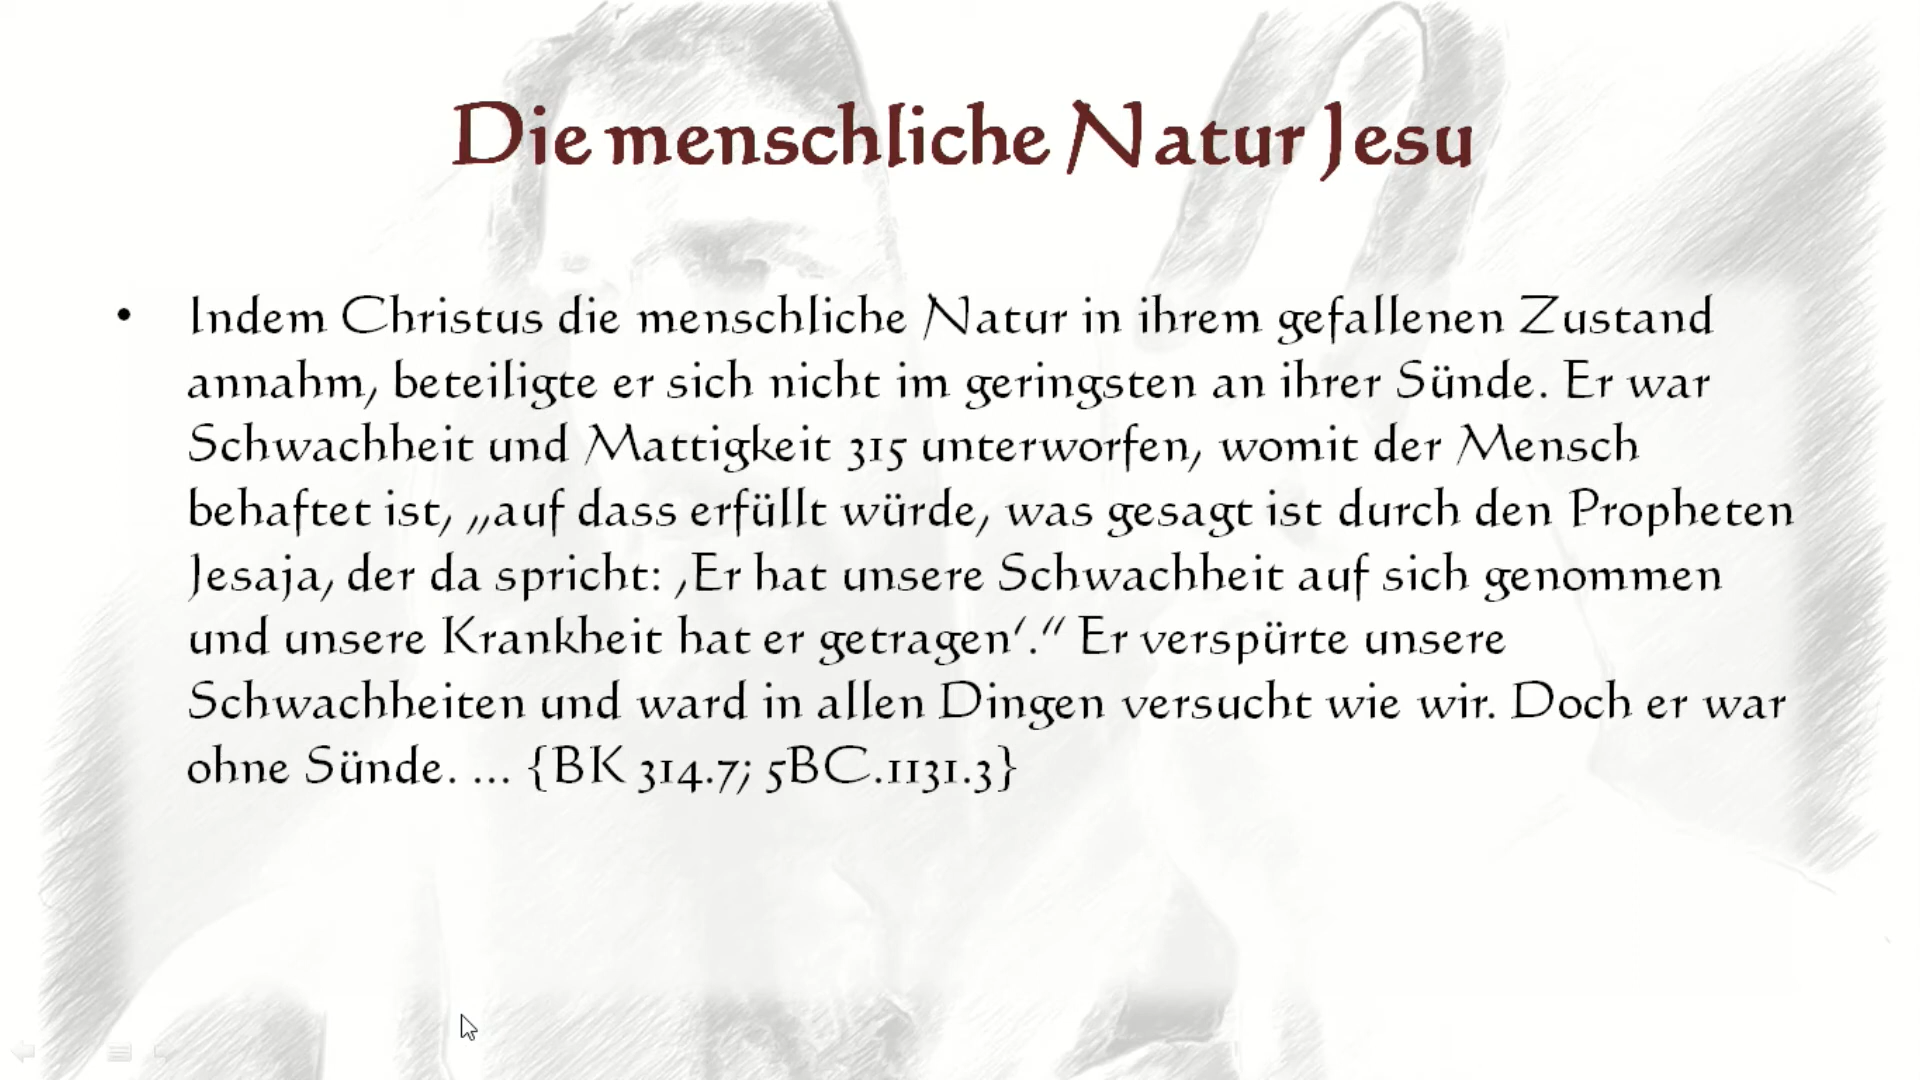 Die menschliche Natur Jesu
• Indem Christus die menschliche Natur in ihrem gefallenen Zustand
annahm, beteiligte er sich nicht im geringsten an ihrer Sünde. Er war
Schwachheit und Mattigkeit 315 unterworfen, womit der Mensch
behaftet ist, „auf dass erfüllt würde, was gesagt ist durch den Propheten
Jesaja, der da spricht: ‚Er hat unsere Schwachheit auf sich genommen
und unsere Krankheit hat er getragen‘.“ Er verspürte unsere
Schwachheiten und ward in allen Dingen versucht wie wir. Doch er war
ohne Sünde. ... {BK 314.7; 5BC.1131.3}